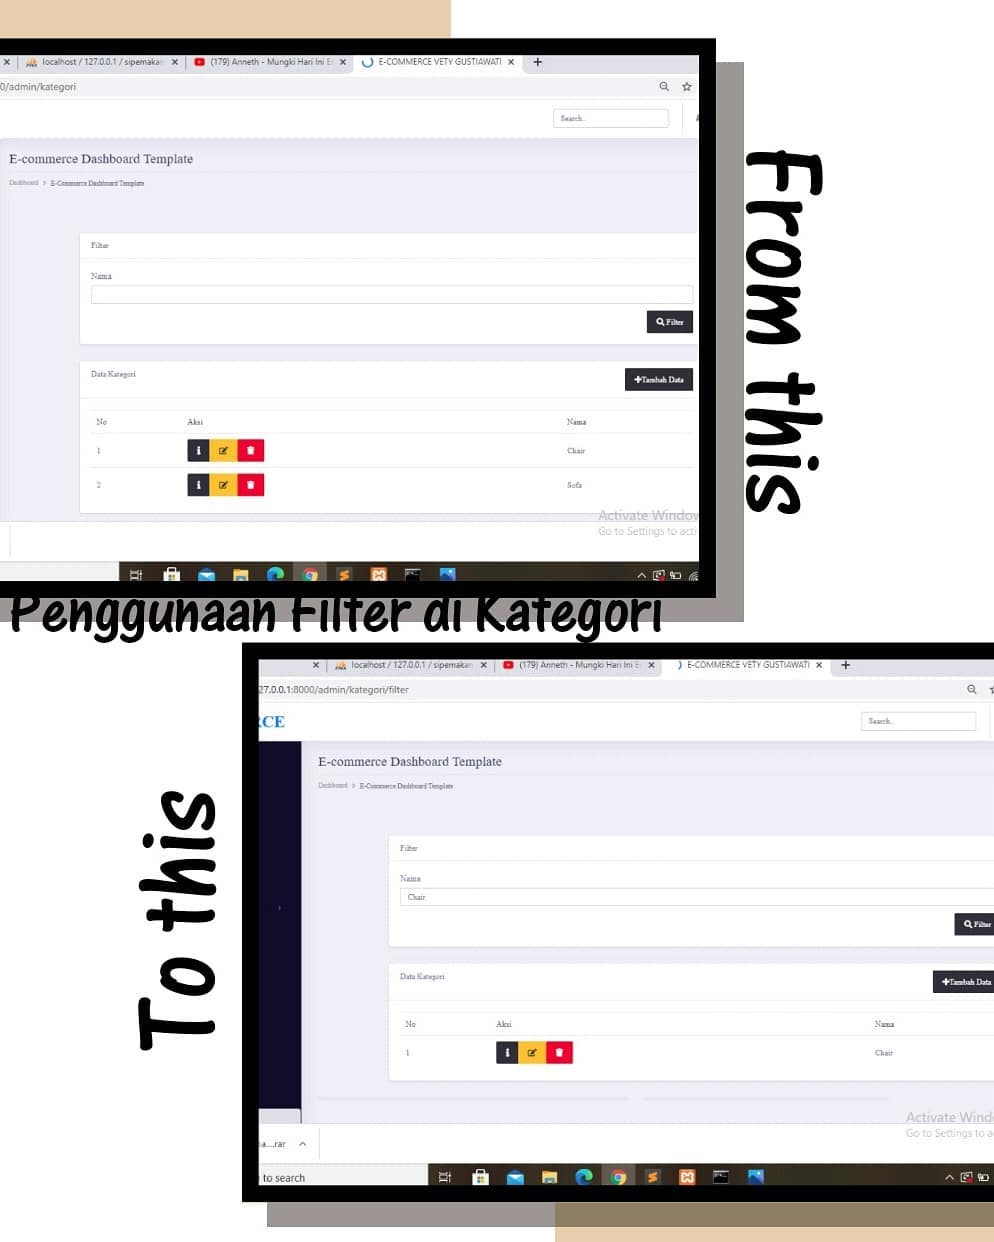 localhost / 127.0.0.1 / sipemakan
(179) Anneth - Mungki Hari Ini E
E-COMMERCE VETY GUSTIAWATI
0/admin/kategori
Search..
E-commerce Dashboard Template
Dashboard > E-Commerce Dashboard Template
Filter
Nama
Filter
Data Kategori
+Tambah Data
No Aksi Nama
1 Chair
2 Sofa
Activate Window
Go to Settings to acti
From this
Penggunaan Filter di Kategori
localhost / 127.0.0.1 / sipemakan
(179) Anneth - Mungki Hari Ini E
E-COMMERCE VETY GUSTIAWATI
27.0.0.1:8000/admin/kategori/filter
RCE
Search..
E-commerce Dashboard Template
Dashboard > E-Commerce Dashboard Template
Filter
Nama
Chair
Filter
Data Kategori
+Tambah Data
No Aksi Nama
1 Chair
Activate Wind
Go to Settings to a
a....rar
to search
To this